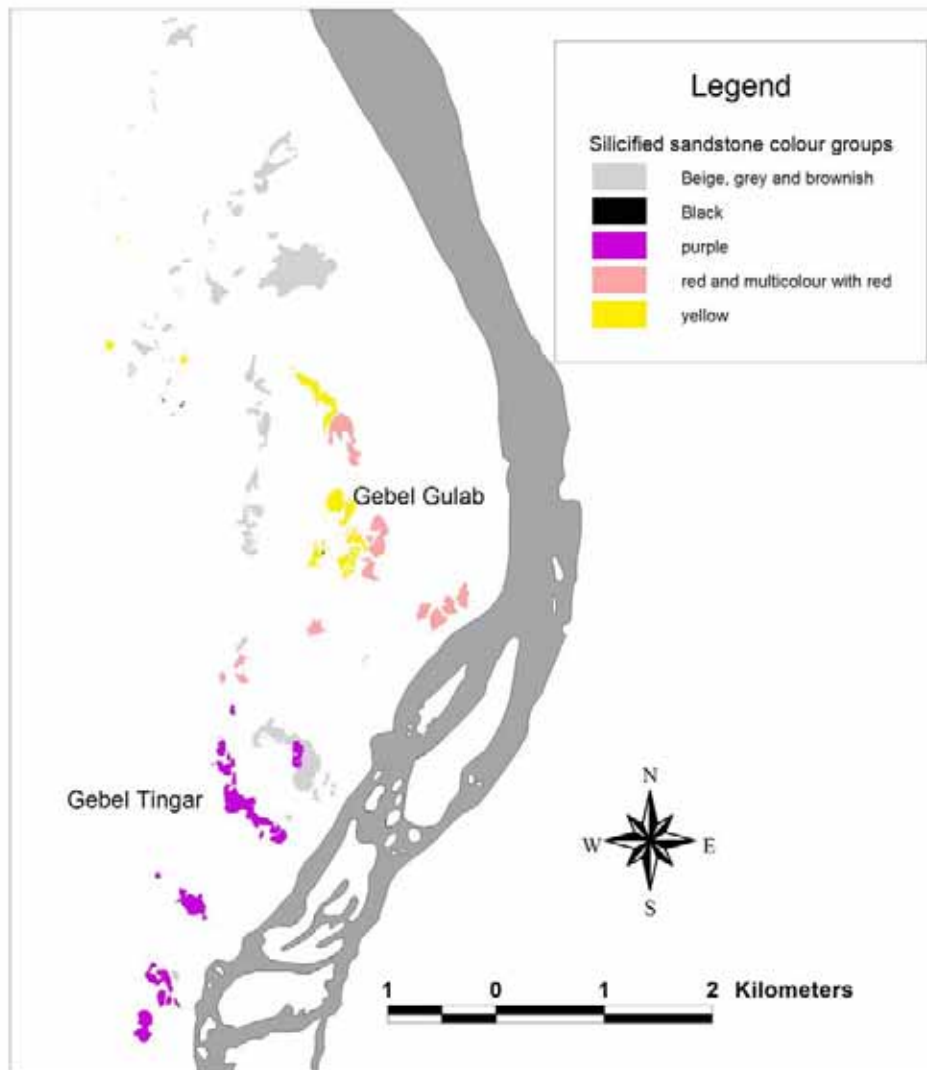 Legend
Silicified sandstone colour groups
Beige, grey and brownish
Black
purple
red and multicolour with red
yellow
Gebel Gulab
Gebel Tingar
N
W E
S
1 0 1 2 Kilometers